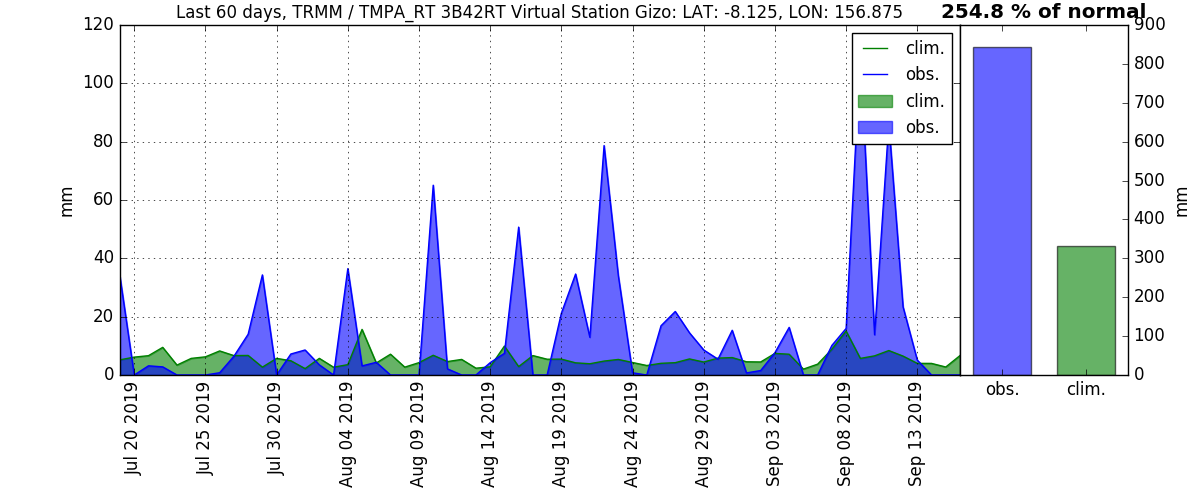 Last 60 days, TRMM / TMPA_RT 3B42RT Virtual Station Gizo: LAT: -8.125, LON: 156.875
254.8 % of normal
120
100
80
60
40
20
0
mm
clim.
obs.
clim.
obs.
900
800
700
600
500
400
300
200
100
0
mm
Jul 20 2019
Jul 25 2019
Jul 30 2019
Aug 04 2019
Aug 09 2019
Aug 14 2019
Aug 19 2019
Aug 24 2019
Aug 29 2019
Sep 03 2019
Sep 08 2019
Sep 13 2019
obs.
clim.